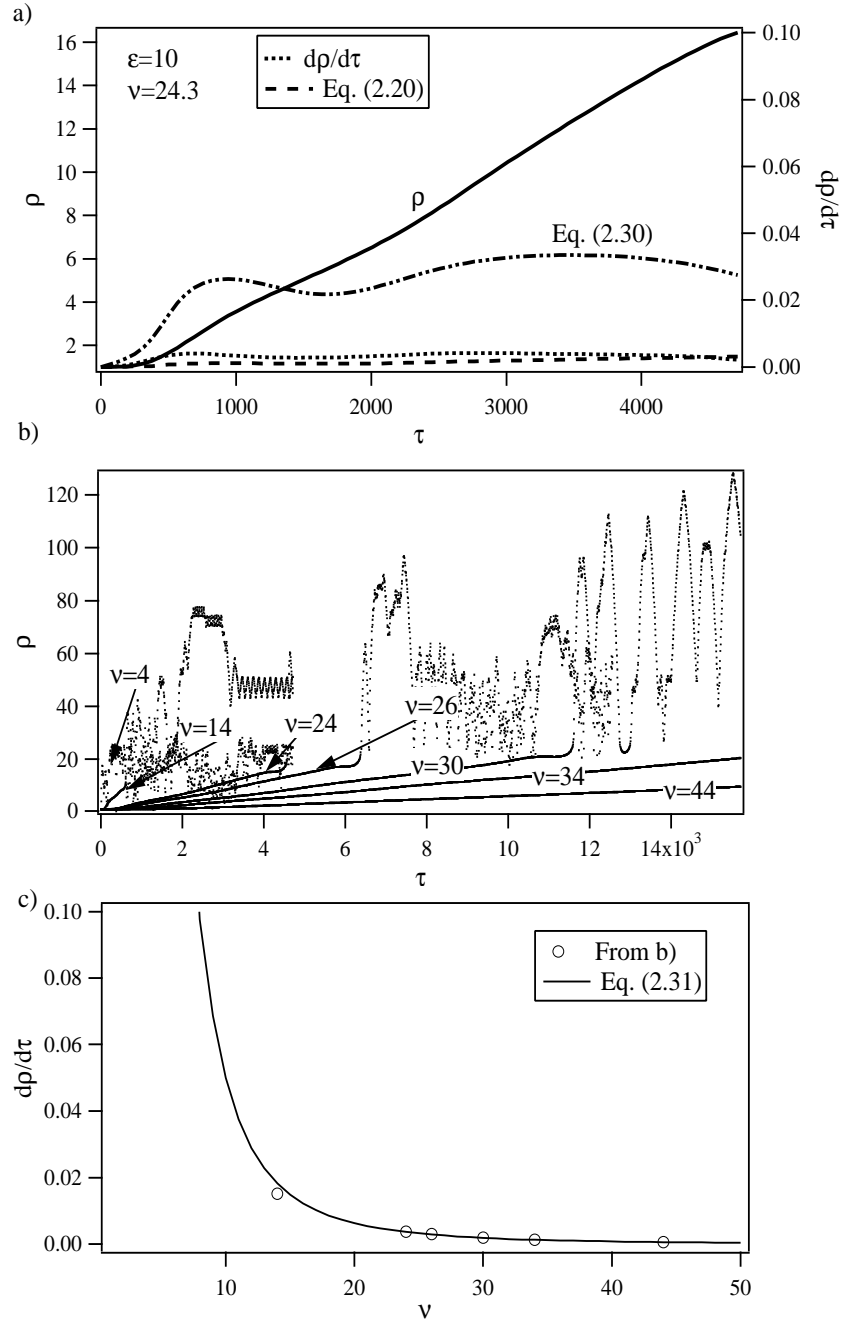 a)
16
14
12
10
8
6
4
2
ρ
ε=10
ν=24.3
dρ/dτ
Eq. (2.20)
ρ
Eq. (2.30)
0.10
0.08
0.06
0.04
0.02
0.00
dρ/dτ
0
1000
2000
3000
4000
τ
b)
120
100
80
60
40
20
0
ρ
ν=4
ν=14
ν=24
ν=26
ν=30
ν=34
ν=44
0
2
4
6
8
10
12
14x10³
τ
c)
0.10
0.08
0.06
0.04
0.02
0.00
dρ/dτ
From b)
Eq. (2.31)
10
20
30
40
50
ν